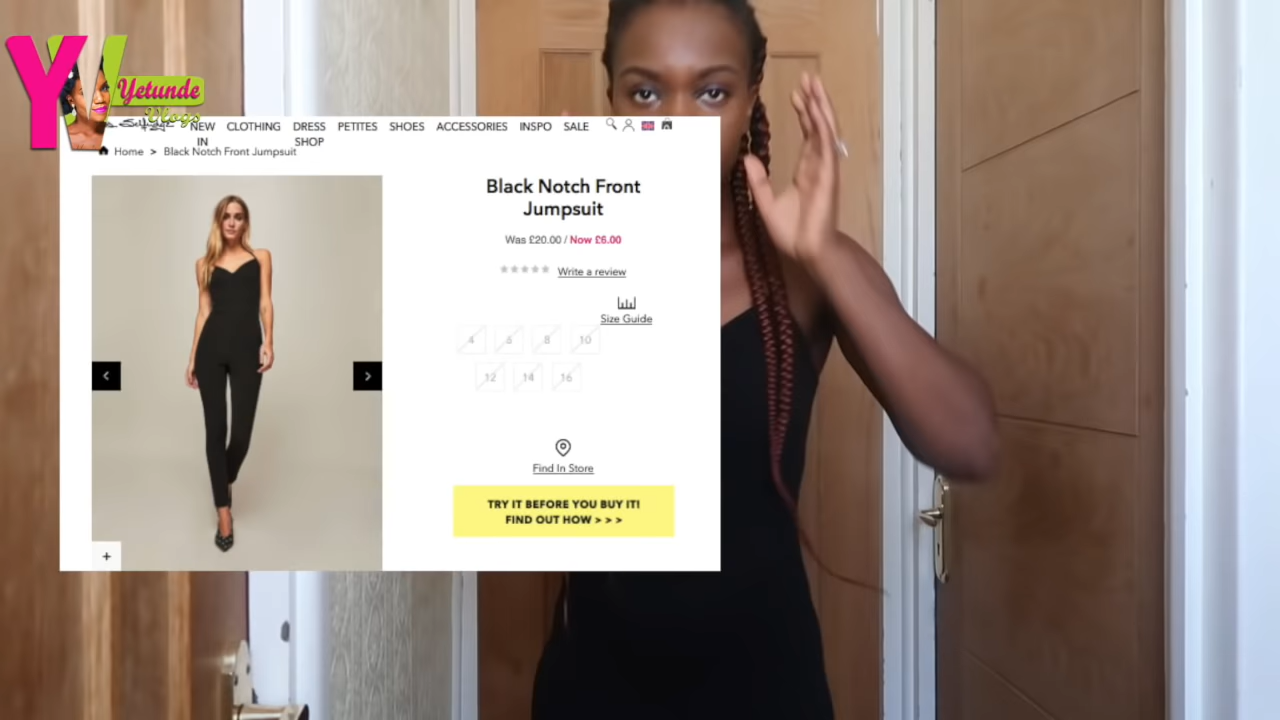 YV
Yetunde
Vlogs
NEW IN CLOTHING DRESS SHOP PETITES SHOES ACCESSORIES INSPO SALE
Home > Black Notch Front Jumpsuit
Black Notch Front
Jumpsuit
Was £20.00 / Now £6.00
Write a review
Size Guide
4 6 8 10
12 14 16
Find In Store
TRY IT BEFORE YOU BUY IT!
FIND OUT HOW > > >